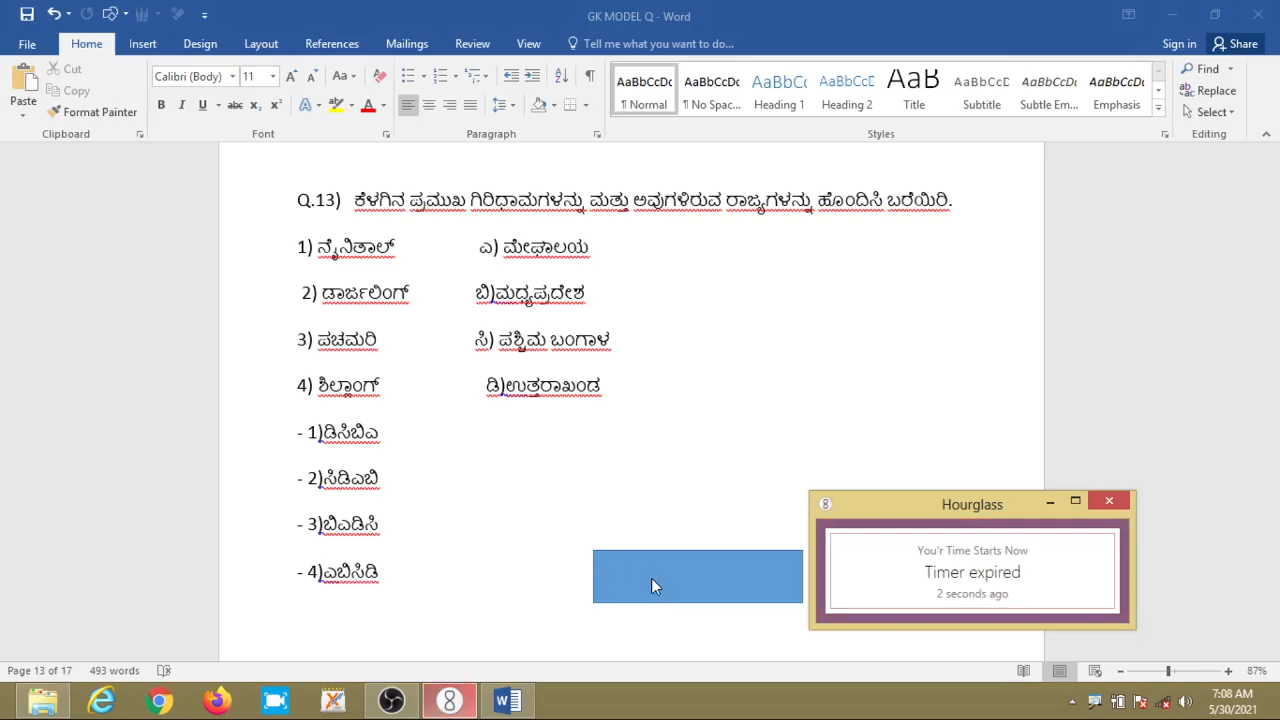 GK MODEL Q - Word
File Home Insert Design Layout References Mailings Review View Tell me what you want to do... Sign in Share
Cut
Copy
Format Painter
Paste
Calibri (Body) 11
AaBbCcDc AaBbCcDc AaBbCc AaBbCcD AaB AaBbCcD AaBbCcDc AaBbCcDc
¶ Normal ¶ No Spac... Heading 1 Heading 2 Title Subtitle Subtle Em... Emphasis
Find
Replace
Select
Clipboard Font Paragraph Styles Editing
Q.13) ಕೆಳಗಿನ ಪ್ರಮುಖ ಗಿರಿಧಾಮಗಳನ್ನು ಮತ್ತು ಅವುಗಳಿರುವ ರಾಜ್ಯಗಳನ್ನು ಹೊಂದಿಸಿ ಬರೆಯಿರಿ.
1) ನೈನಿತಾಲ್ ಎ) ಮೇಘಾಲಯ
2) ಡಾರ್ಜಲಿಂಗ್ ಬಿ)ಮಧ್ಯಪ್ರದೇಶ
3) ಪಚಮರಿ ಸಿ) ಪಶ್ಚಿಮ ಬಂಗಾಳ
4) ಶಿಲ್ಲಾಂಗ್ ಡಿ)ಉತ್ತರಾಖಂಡ
- 1)ಡಿಸಿಬಿಎ
- 2)ಸಿಡಿಎಬಿ
- 3)ಬಿಎಡಿಸಿ
- 4)ಎಬಿಸಿಡಿ
Hourglass
You'r Time Starts Now
Timer expired
2 seconds ago
Page 13 of 17 493 words 87%
7:08 AM
5/30/2021